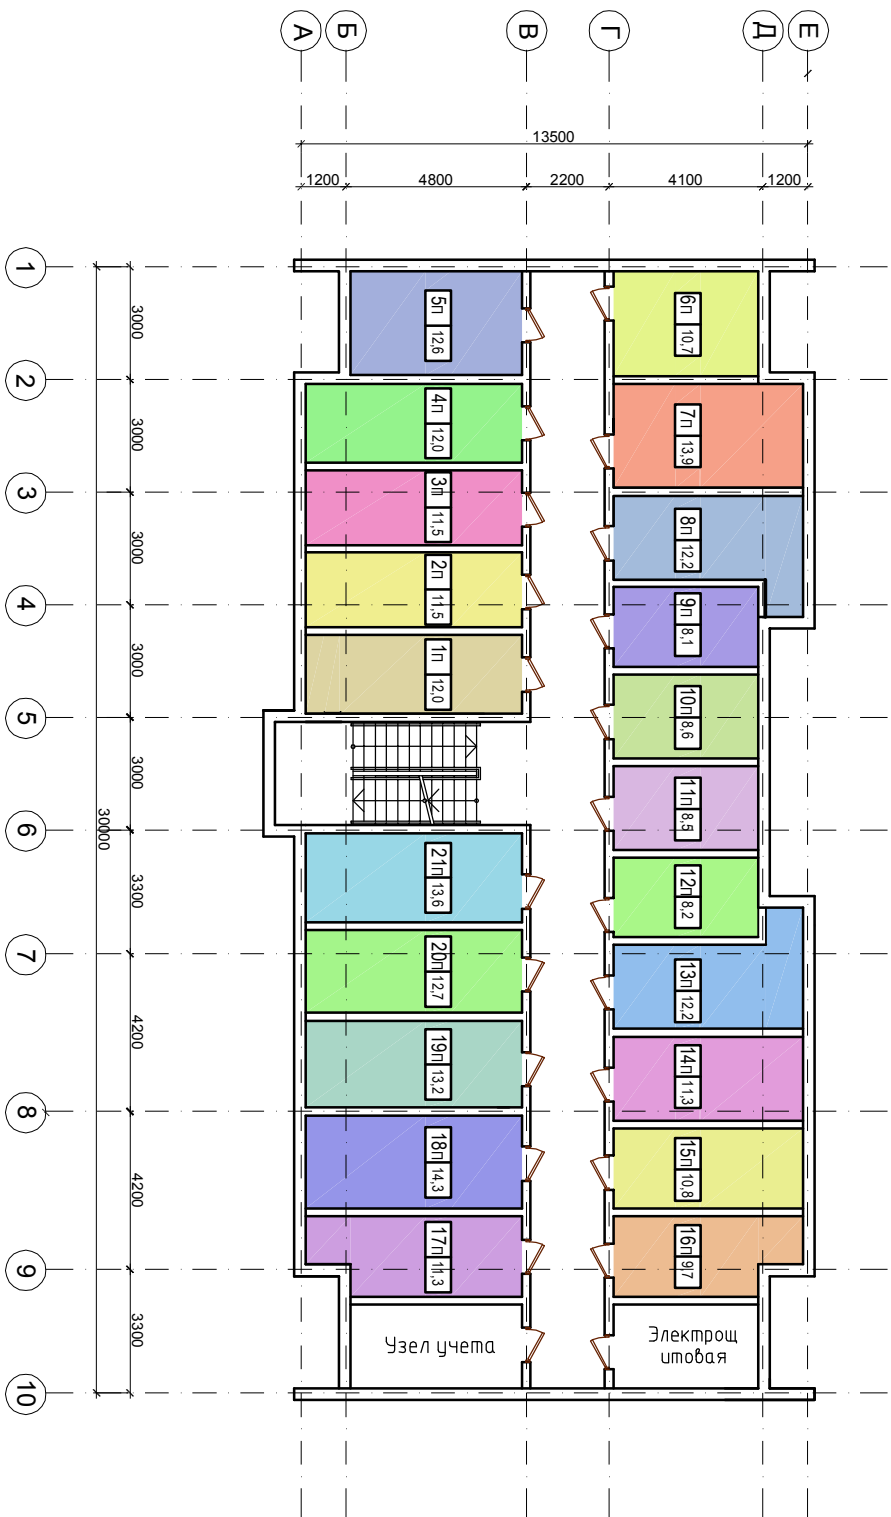 А
Б
В
Г
Д
Е
13500
1200
4800
2200
4100
1200
1
2
3
4
5
6
7
8
9
10
3000
3000
3000
3000
3000
3300
4200
4200
3300
30000
5п 12,6
6п 10,7
4п 12,0
7п 13,9
3п 11,5
8п 12,2
2п 11,5
9п 8,1
1п 12,0
10п 8,6
11п 8,5
21п 13,6
12п 8,2
20п 12,7
13п 12,2
19п 13,2
14п 11,3
18п 14,3
15п 10,8
17п 11,3
16п 9,7
Узел учета
Электрощ
итовая